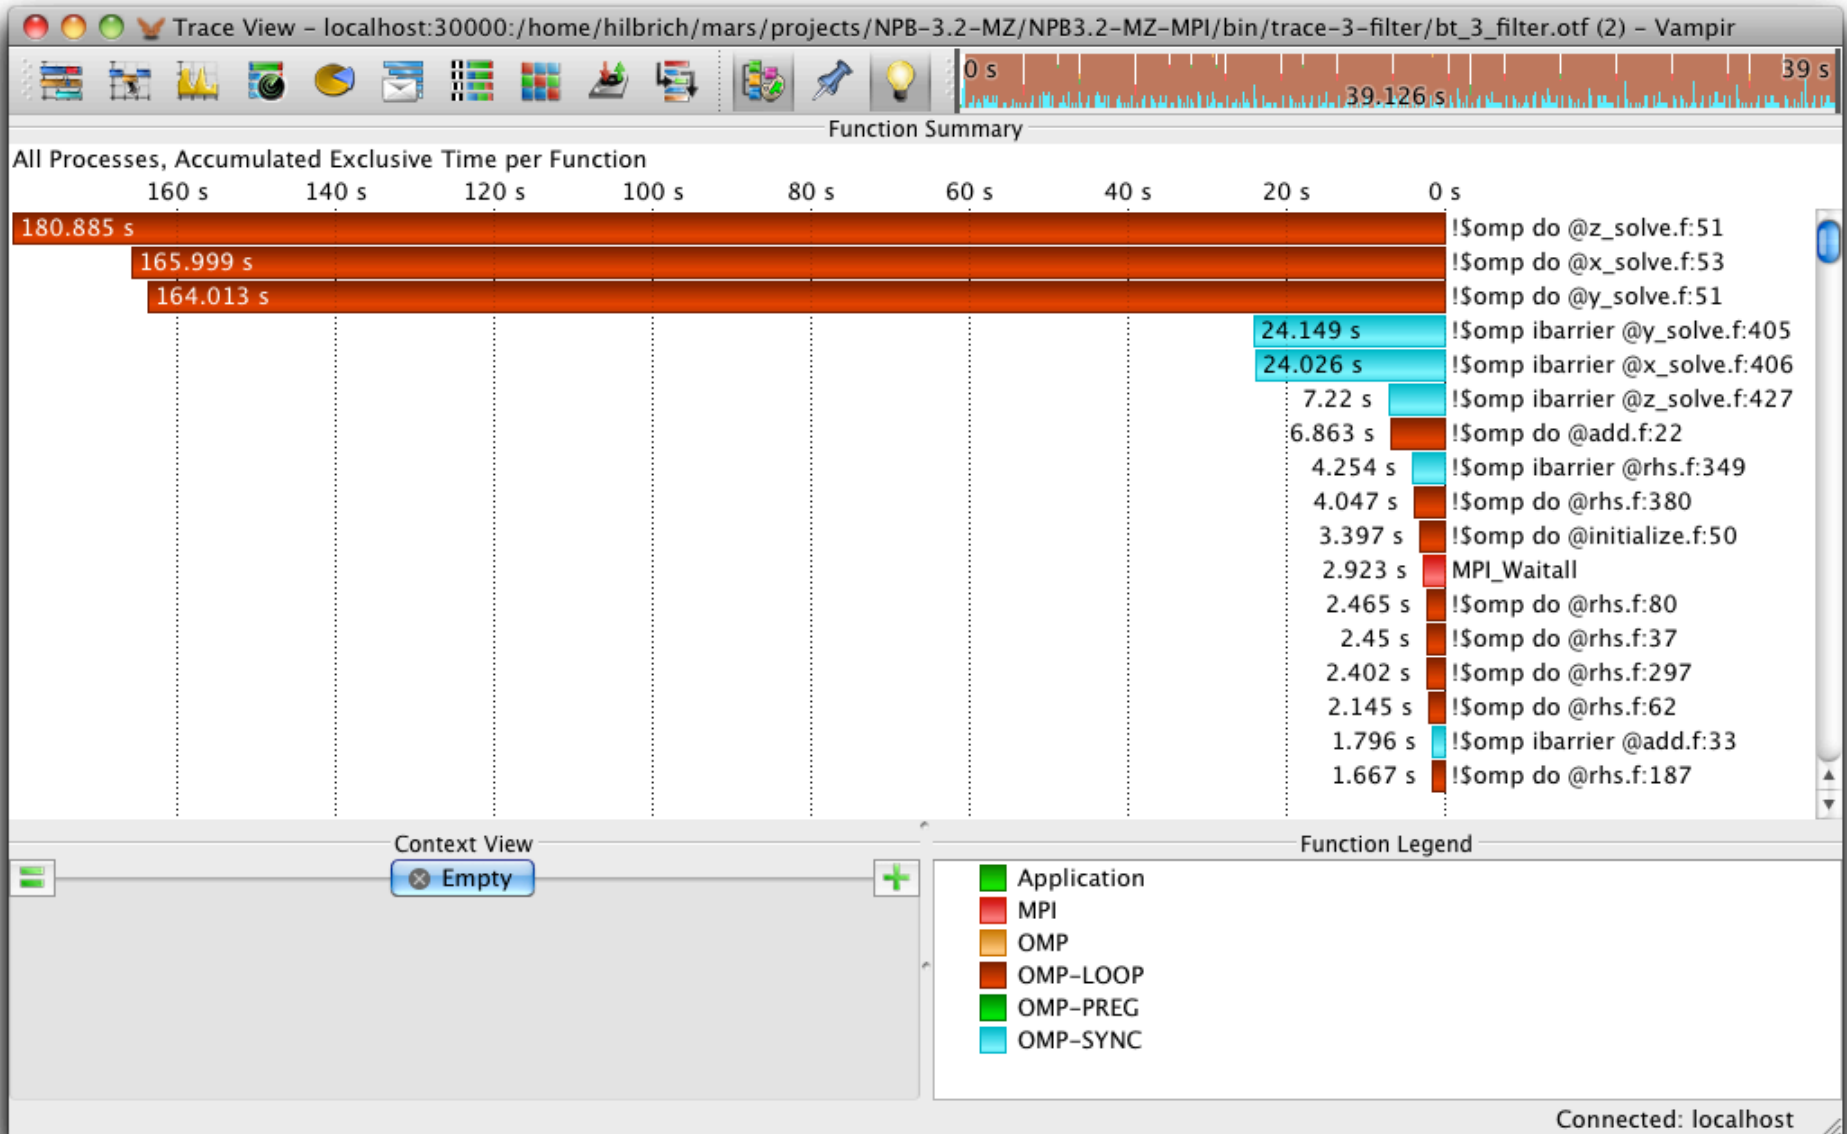 Trace View – localhost:30000:/home/hilbrich/mars/projects/NPB-3.2-MZ/NPB3.2-MZ-MPI/bin/trace-3-filter/bt_3_filter.otf (2) – Vampir
0 s 39 s
39.126 s
Function Summary
All Processes, Accumulated Exclusive Time per Function
160 s 140 s 120 s 100 s 80 s 60 s 40 s 20 s 0 s
180.885 s !$omp do @z_solve.f:51
165.999 s !$omp do @x_solve.f:53
164.013 s !$omp do @y_solve.f:51
24.149 s !$omp ibarrier @y_solve.f:405
24.026 s !$omp ibarrier @x_solve.f:406
7.22 s !$omp ibarrier @z_solve.f:427
6.863 s !$omp do @add.f:22
4.254 s !$omp ibarrier @rhs.f:349
4.047 s !$omp do @rhs.f:380
3.397 s !$omp do @initialize.f:50
2.923 s MPI_Waitall
2.465 s !$omp do @rhs.f:80
2.45 s !$omp do @rhs.f:37
2.402 s !$omp do @rhs.f:297
2.145 s !$omp do @rhs.f:62
1.796 s !$omp ibarrier @add.f:33
1.667 s !$omp do @rhs.f:187
Context View
Empty
Function Legend
Application
MPI
OMP
OMP-LOOP
OMP-PREG
OMP-SYNC
Connected: localhost